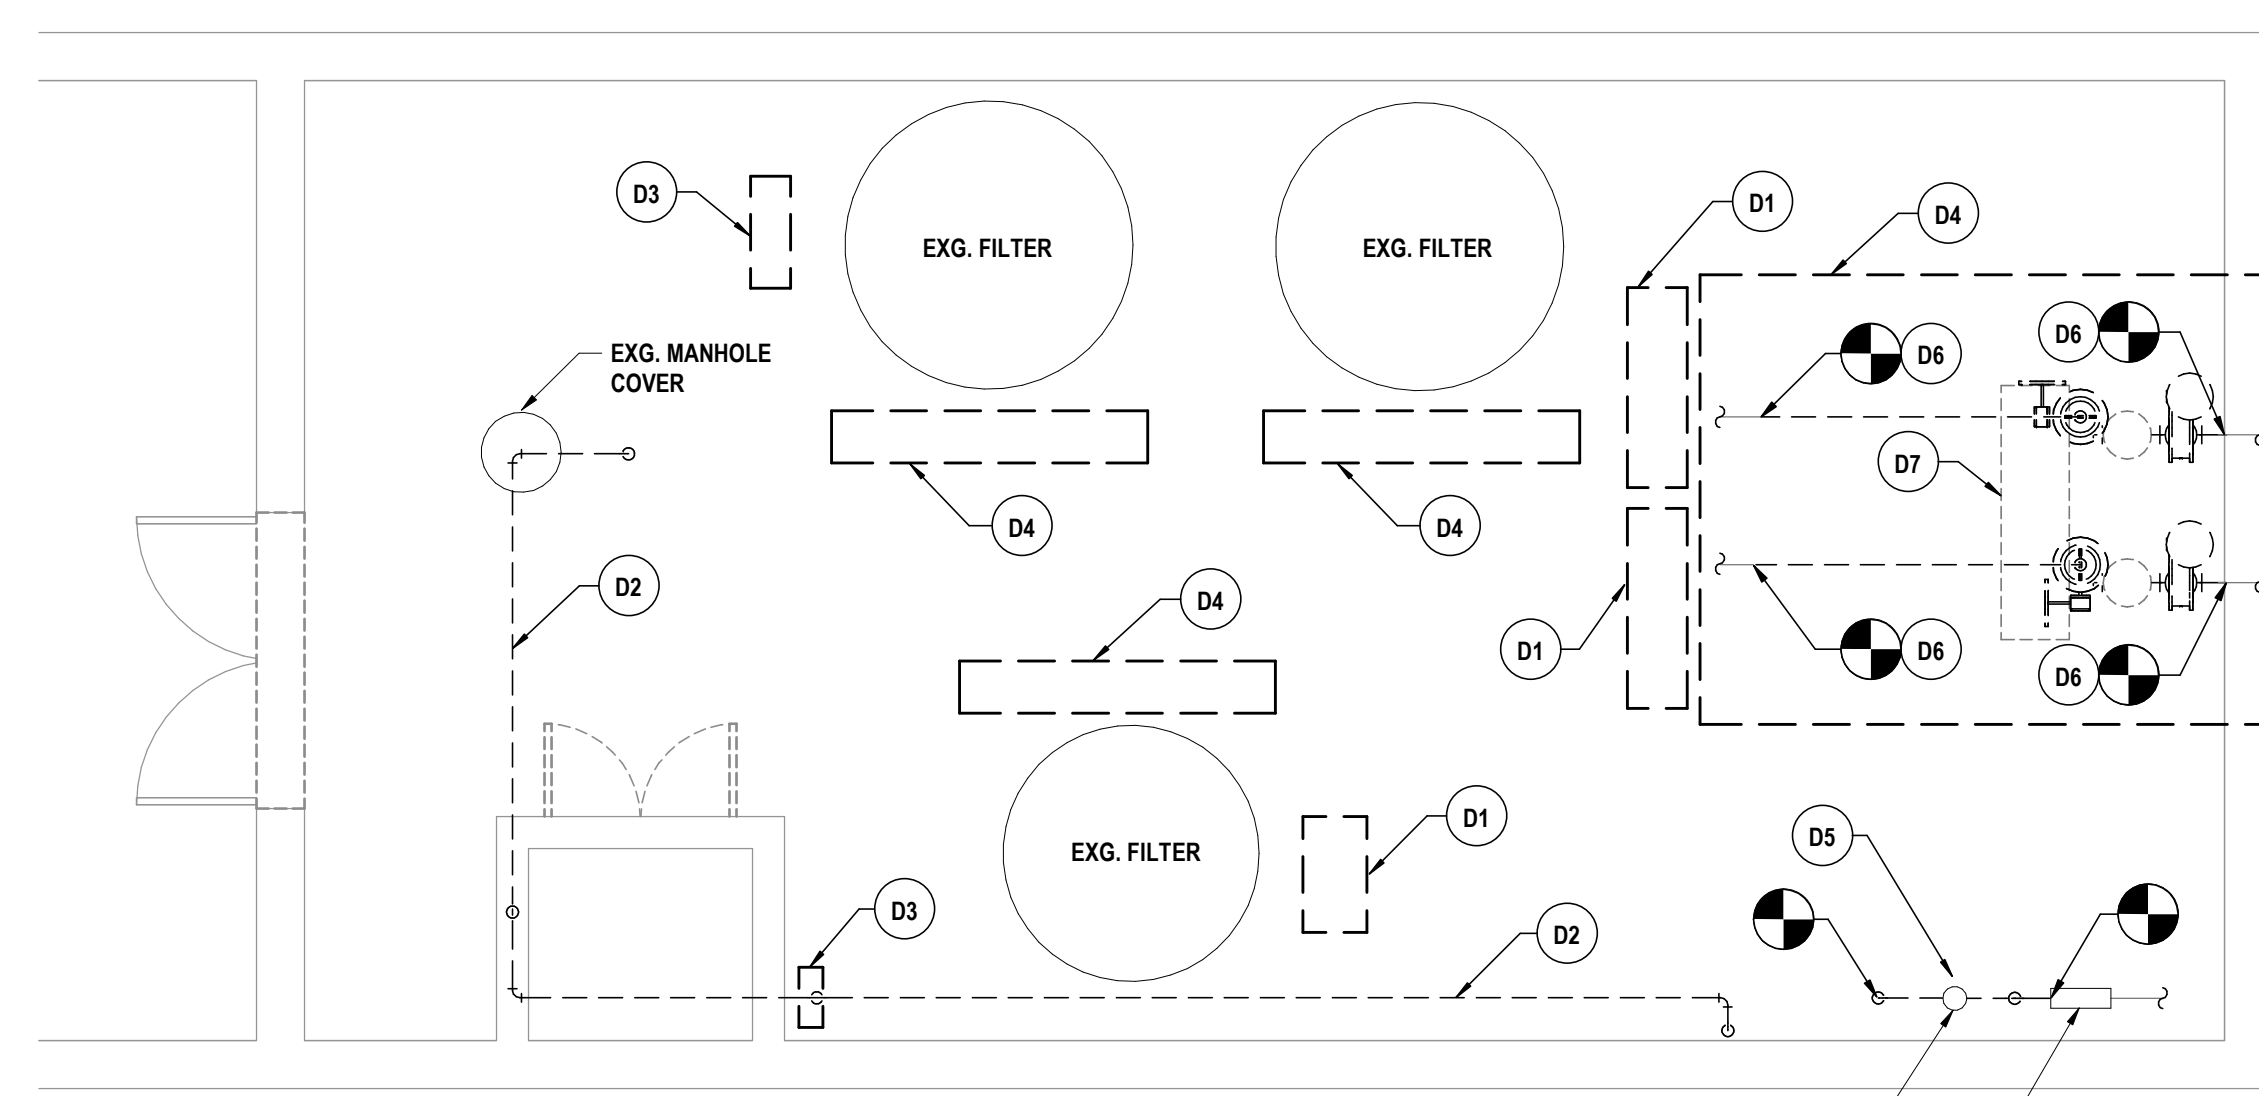 D3
EXG. FILTER
EXG. FILTER
D1
D4
D6
D6
EXG. MANHOLE
COVER
D7
D4
D4
D2
D4
D1
D6
D6
D1
D5
EXG. FILTER
D3
D2